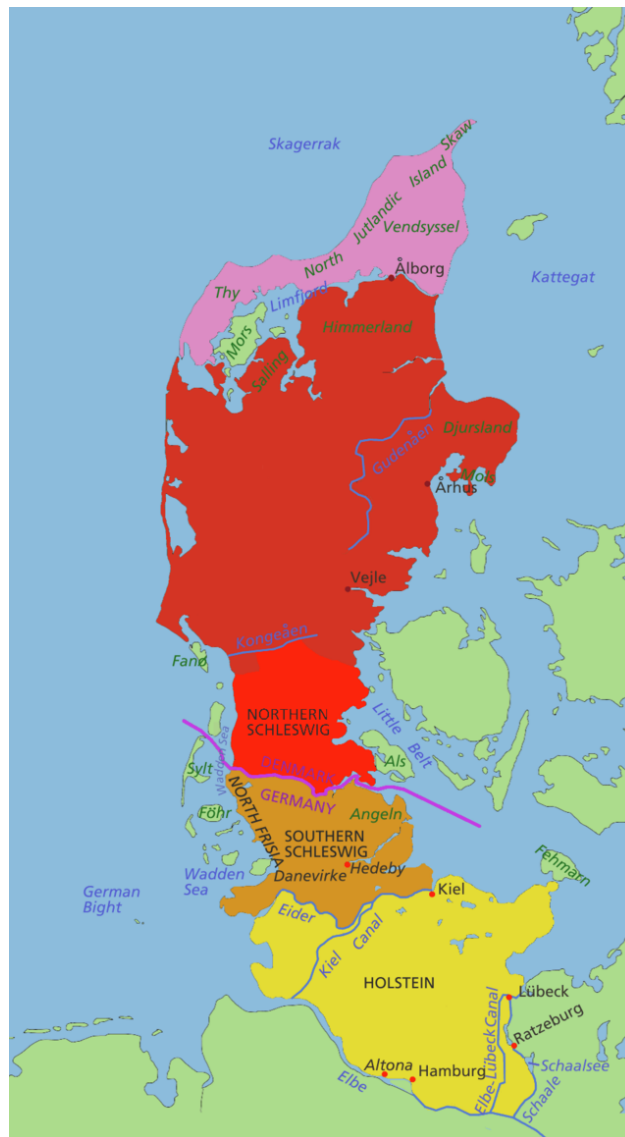 Skaw
Skagerrak
Island
Jutlandic
Vendsyssel
North
Ålborg
Kattegat
Thy
Limfjord
Himmerland
Mors
Salling
Djursland
Gudenåen
Mols
Århus
Vejle
Kongeåen
Fanø
NORTHERN
SCHLESWIG
Little Belt
Wadden Sea
Als
Sylt
DENMARK
GERMANY
Föhr
NORTH FRISIA
Angeln
SOUTHERN
SCHLESWIG
Fehmarn
Hedeby
Wadden
Sea
Danevirke
German
Bight
Kiel
Eider
Kiel Canal
HOLSTEIN
Lübeck
Elbe-Lübeck Canal
Ratzeburg
Altona
Hamburg
Elbe
Schaalsee
Schaale